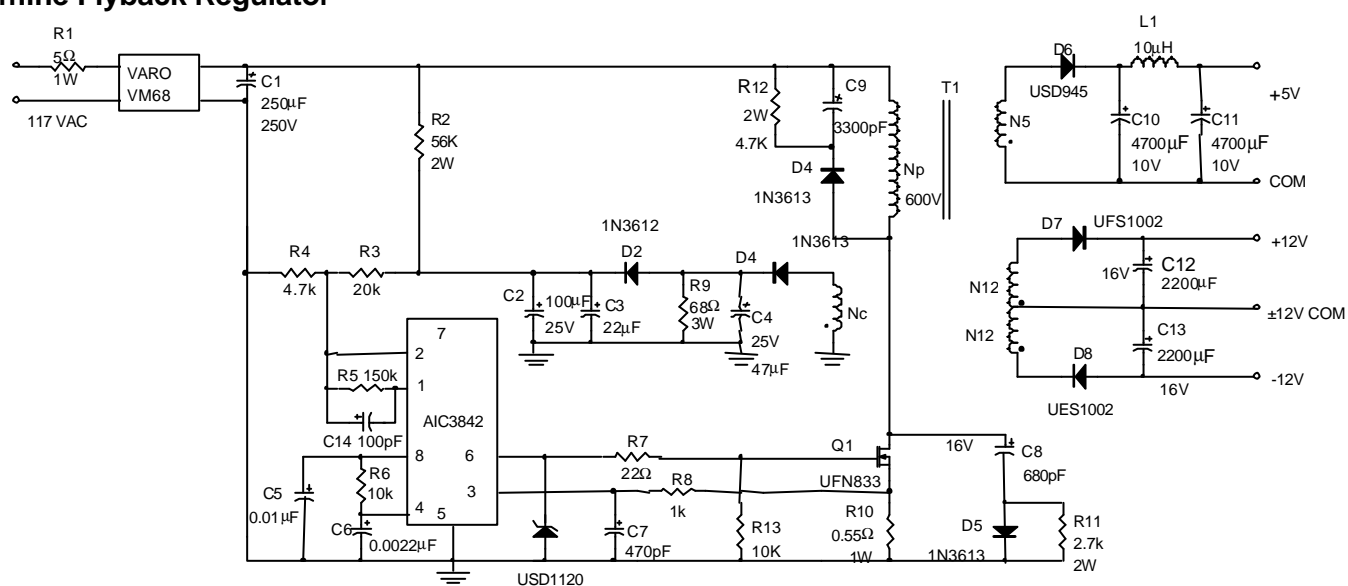 Flyback Regulator
R1
5Ω
1W
VARO
VM68
117 VAC
C1
250µF
250V
R2
56K
2W
R12
2W
4.7K
C9
3300pF
D4
1N3613
Np
600V
T1
N5
D6
USD945
L1
10µH
C10
4700µF
10V
C11
4700µF
10V
+5V
COM
D7
UFS1002
N12
N12
16V
C12
2200µF
C13
2200µF
D8
UES1002
16V
+12V
±12V COM
-12V
R4
4.7k
R3
20k
1N3612
D2
C2
100µF
25V
C3
22µF
R9
68Ω
3W
D4
1N3613
C4
25V
47µF
Nc
7
2
R5 150k
1
C14 100pF
AIC3842
8
6
3
4
5
R6
10k
C5
0.01µF
C6
0.0022µF
USD1120
R7
22Ω
R8
1k
C7
470pF
R13
10K
Q1
UFN833
R10
0.55Ω
1W
16V
C8
680pF
D5
1N3613
R11
2.7k
2W